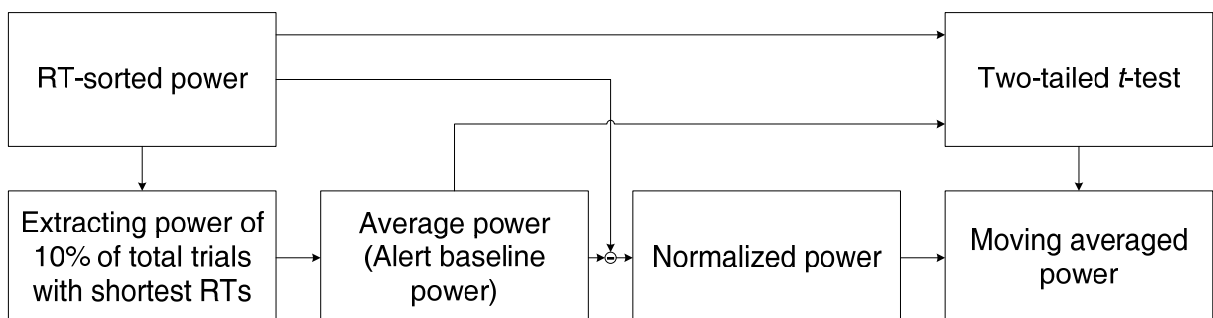 RT-sorted power
Two-tailed t-test
Extracting power of
10% of total trials
with shortest RTs
Average power
(Alert baseline
power)
Normalized power
Moving averaged
power